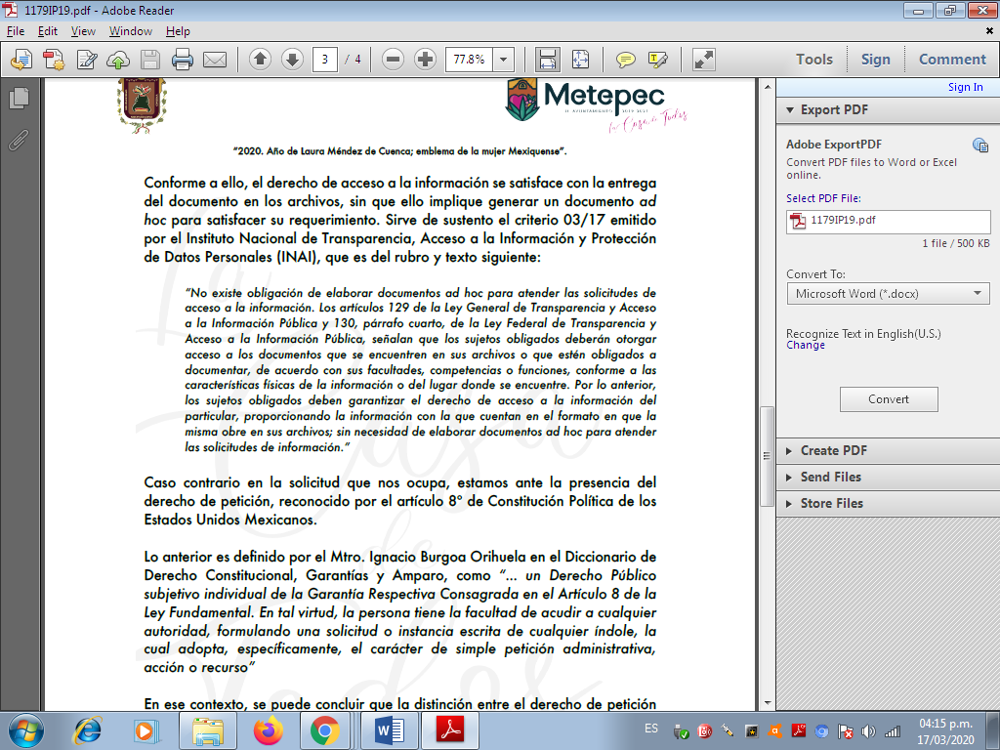 1179IP19.pdf - Adobe Reader
File Edit View Window Help
3 / 4 77.8% Tools Sign Comment
Sign In
Metepec
"2020. Año de Laura Méndez de Cuenca; emblema de la mujer Mexiquense".
Conforme a ello, el derecho de acceso a la información se satisface con la entrega
del documento en los archivos, sin que ello implique generar un documento ad
hoc para satisfacer su requerimiento. Sirve de sustento el criterio 03/17 emitido
por el Instituto Nacional de Transparencia, Acceso a la Información y Protección
de Datos Personales (INAI), que es del rubro y texto siguiente:
"No existe obligación de elaborar documentos ad hoc para atender las solicitudes de
acceso a la información. Los artículos 129 de la Ley General de Transparencia y Acceso
a la Información Pública y 130, párrafo cuarto, de la Ley Federal de Transparencia y
Acceso a la Información Pública, señalan que los sujetos obligados deberán otorgar
acceso a los documentos que se encuentren en sus archivos o que estén obligados a
documentar, de acuerdo con sus facultades, competencias o funciones, conforme a las
características físicas de la información o del lugar donde se encuentre. Por lo anterior,
los sujetos obligados deben garantizar el derecho de acceso a la información del
particular, proporcionando la información con la que cuentan en el formato en que la
misma obre en sus archivos; sin necesidad de elaborar documentos ad hoc para atender
las solicitudes de información."
Caso contrario en la solicitud que nos ocupa, estamos ante la presencia del
derecho de petición, reconocido por el artículo 8° de Constitución Política de los
Estados Unidos Mexicanos.
Lo anterior es definido por el Mtro. Ignacio Burgoa Orihuela en el Diccionario de
Derecho Constitucional, Garantías y Amparo, como "... un Derecho Público
subjetivo individual de la Garantía Respectiva Consagrada en el Artículo 8 de la
Ley Fundamental. En tal virtud, la persona tiene la facultad de acudir a cualquier
autoridad, formulando una solicitud o instancia escrita de cualquier índole, la
cual adopta, específicamente, el carácter de simple petición administrativa,
acción o recurso"
En ese contexto, se puede concluir que la distinción entre el derecho de petición
Export PDF
Adobe ExportPDF
Convert PDF files to Word or Excel
online.
Select PDF File:
1179IP19.pdf
1 file / 500 KB
Convert To:
Microsoft Word (*.docx)
Recognize Text in English(U.S.)
Change
Convert
Create PDF
Send Files
Store Files
ES
04:15 p.m.
17/03/2020